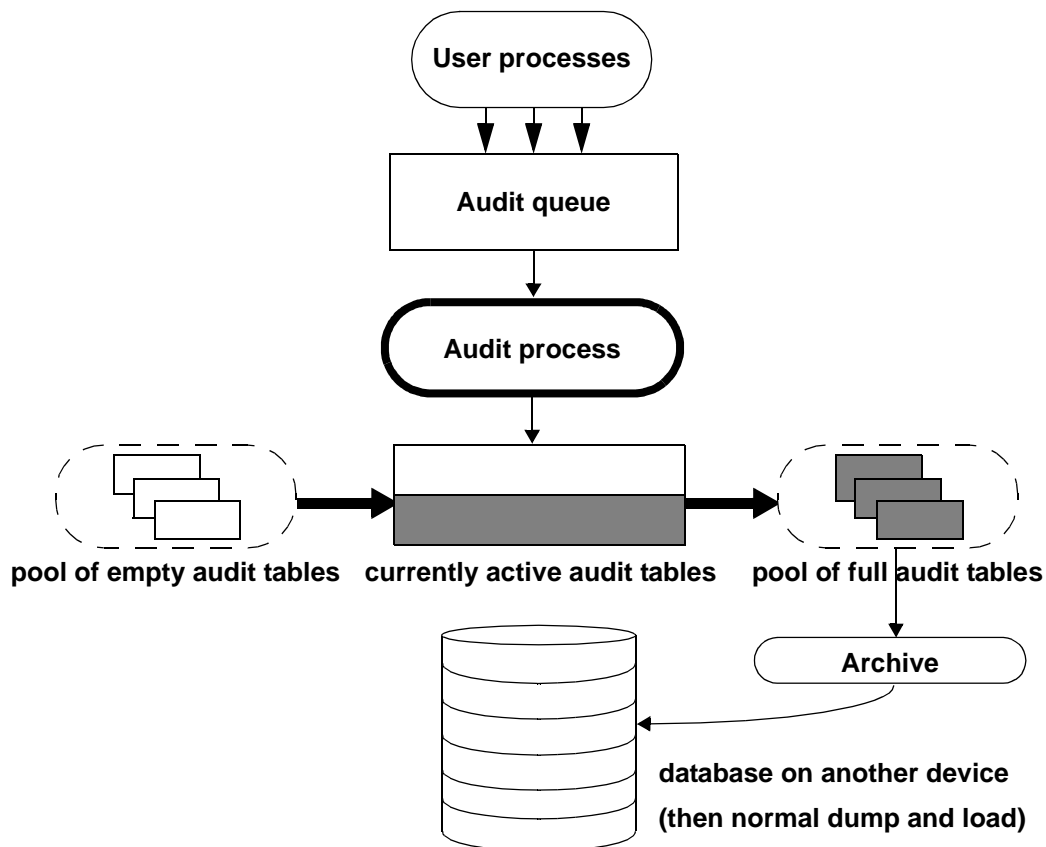 User processes
Audit queue
Audit process
pool of empty audit tables
currently active audit tables
pool of full audit tables
Archive
database on another device
(then normal dump and load)